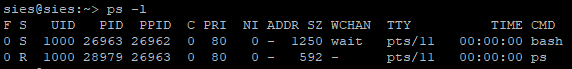 sies@sies:~> ps -l
F S   UID   PID  PPID  C PRI  NI ADDR SZ WCHAN  TTY          TIME CMD
0 S  1000 26963 26962  0  80   0 -  1250 wait   pts/11   00:00:00 bash
0 R  1000 28979 26963  0  80   0 -   592 -      pts/11   00:00:00 ps